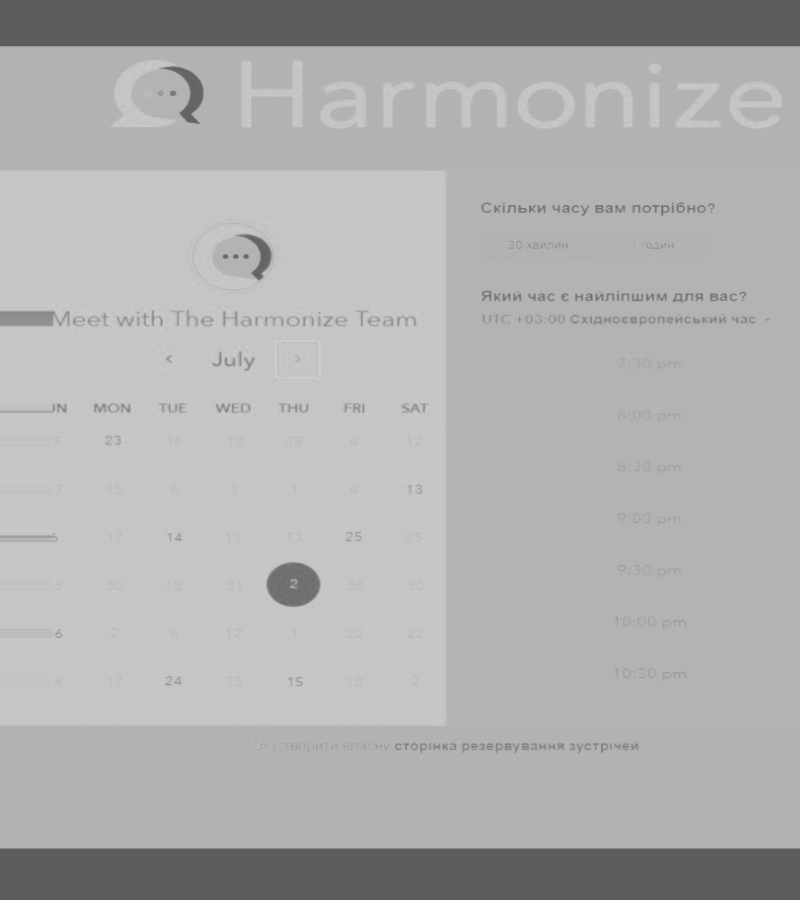 Harmonize
Meet with The Harmonize Team
July
UN MON TUE WED THU FRI SAT
5 23 16 10 28 4 12
7 15 8 1 1 4 13
6 17 14 11 13 25 25
6 30 18 31 2 30 30
6 2 8 12 1 22 22
6 17 24 13 15 18 2
Скільки часу вам потрібно?
30 хвилин 1 годин
Який час є найліпшим для вас?
UTC +03:00 Східноєвропейський час
7:30 pm
8:00 pm
8:30 pm
9:00 pm
9:30 pm
10:00 pm
10:30 pm
Створити власну сторінка резервування зустрічей